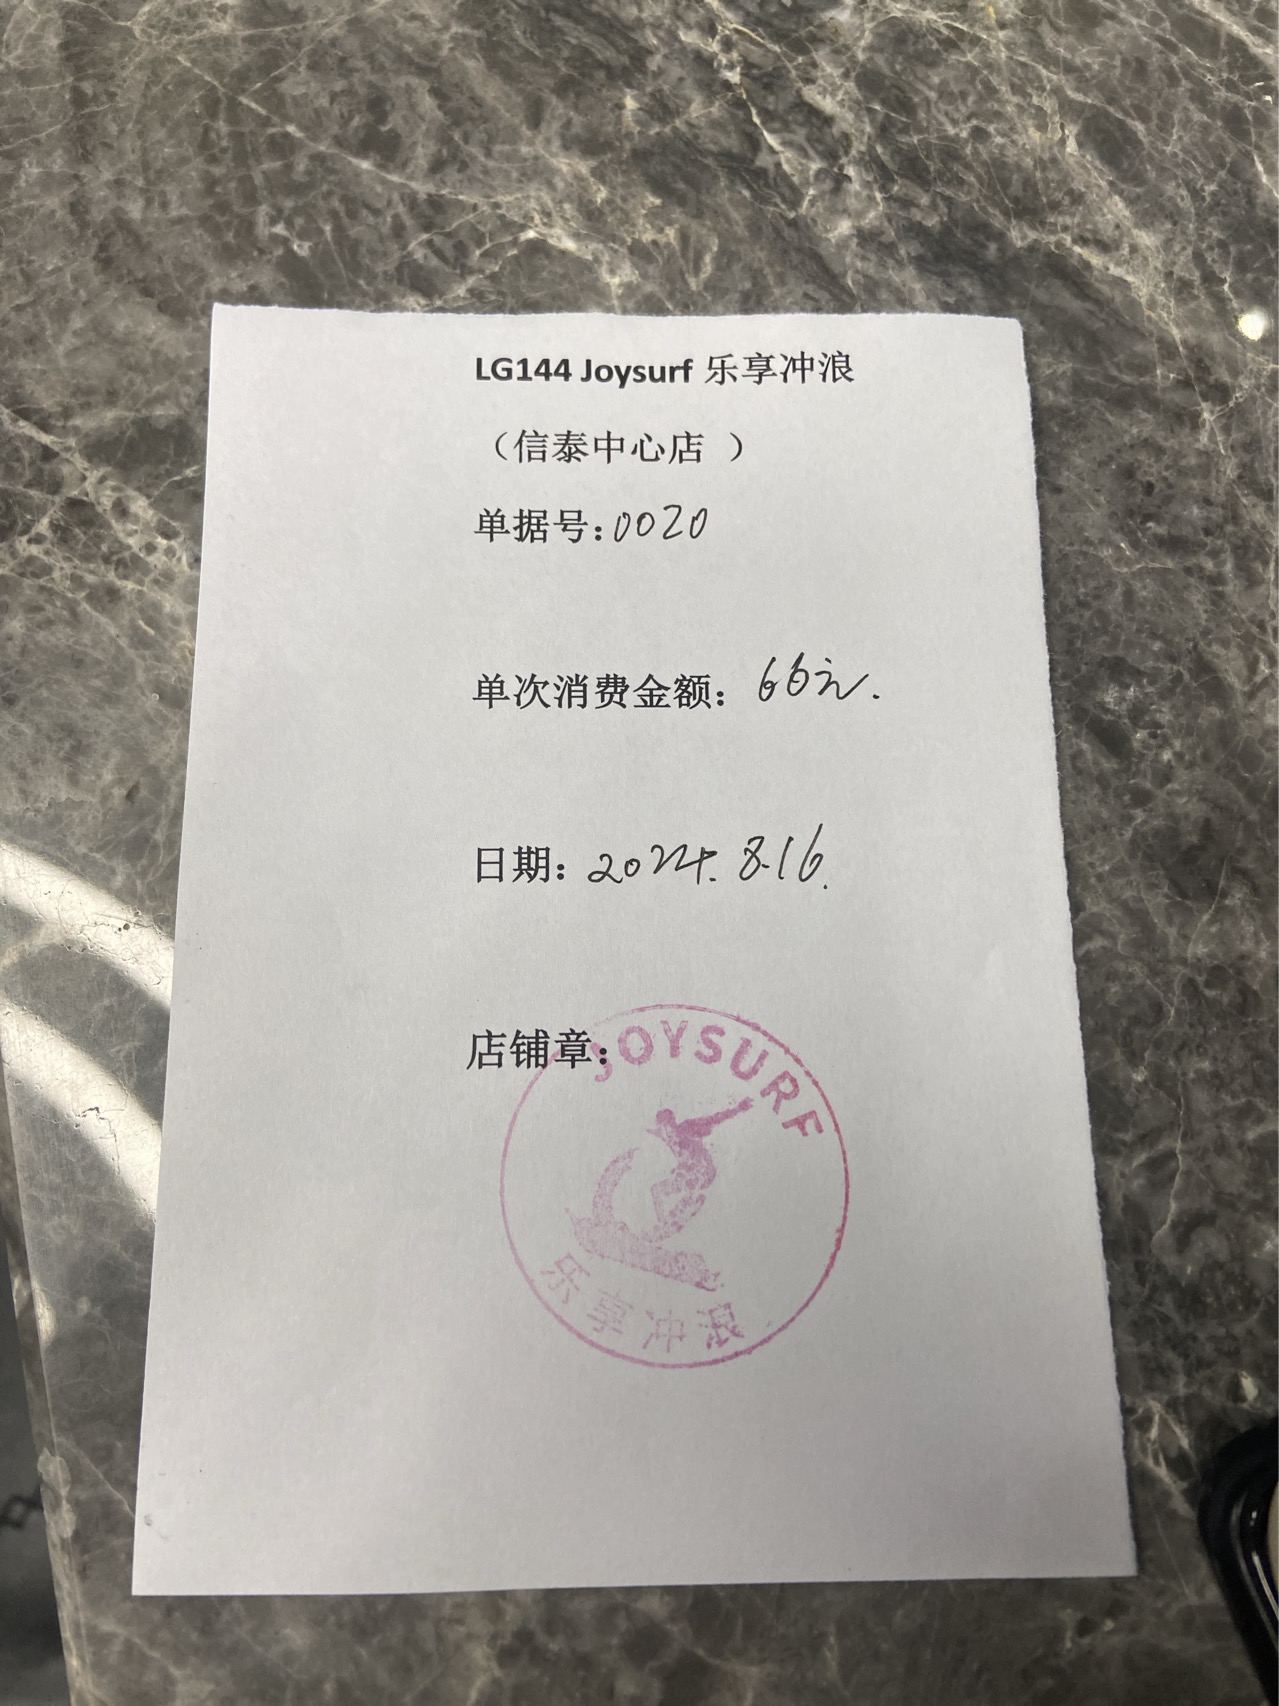 LG144 Joysurf 乐享冲浪
（信泰中心店 ）
单据号：0020
单次消费金额：66元.
日期：2024.8.16.
店铺章：
JOYSURF
乐享冲浪